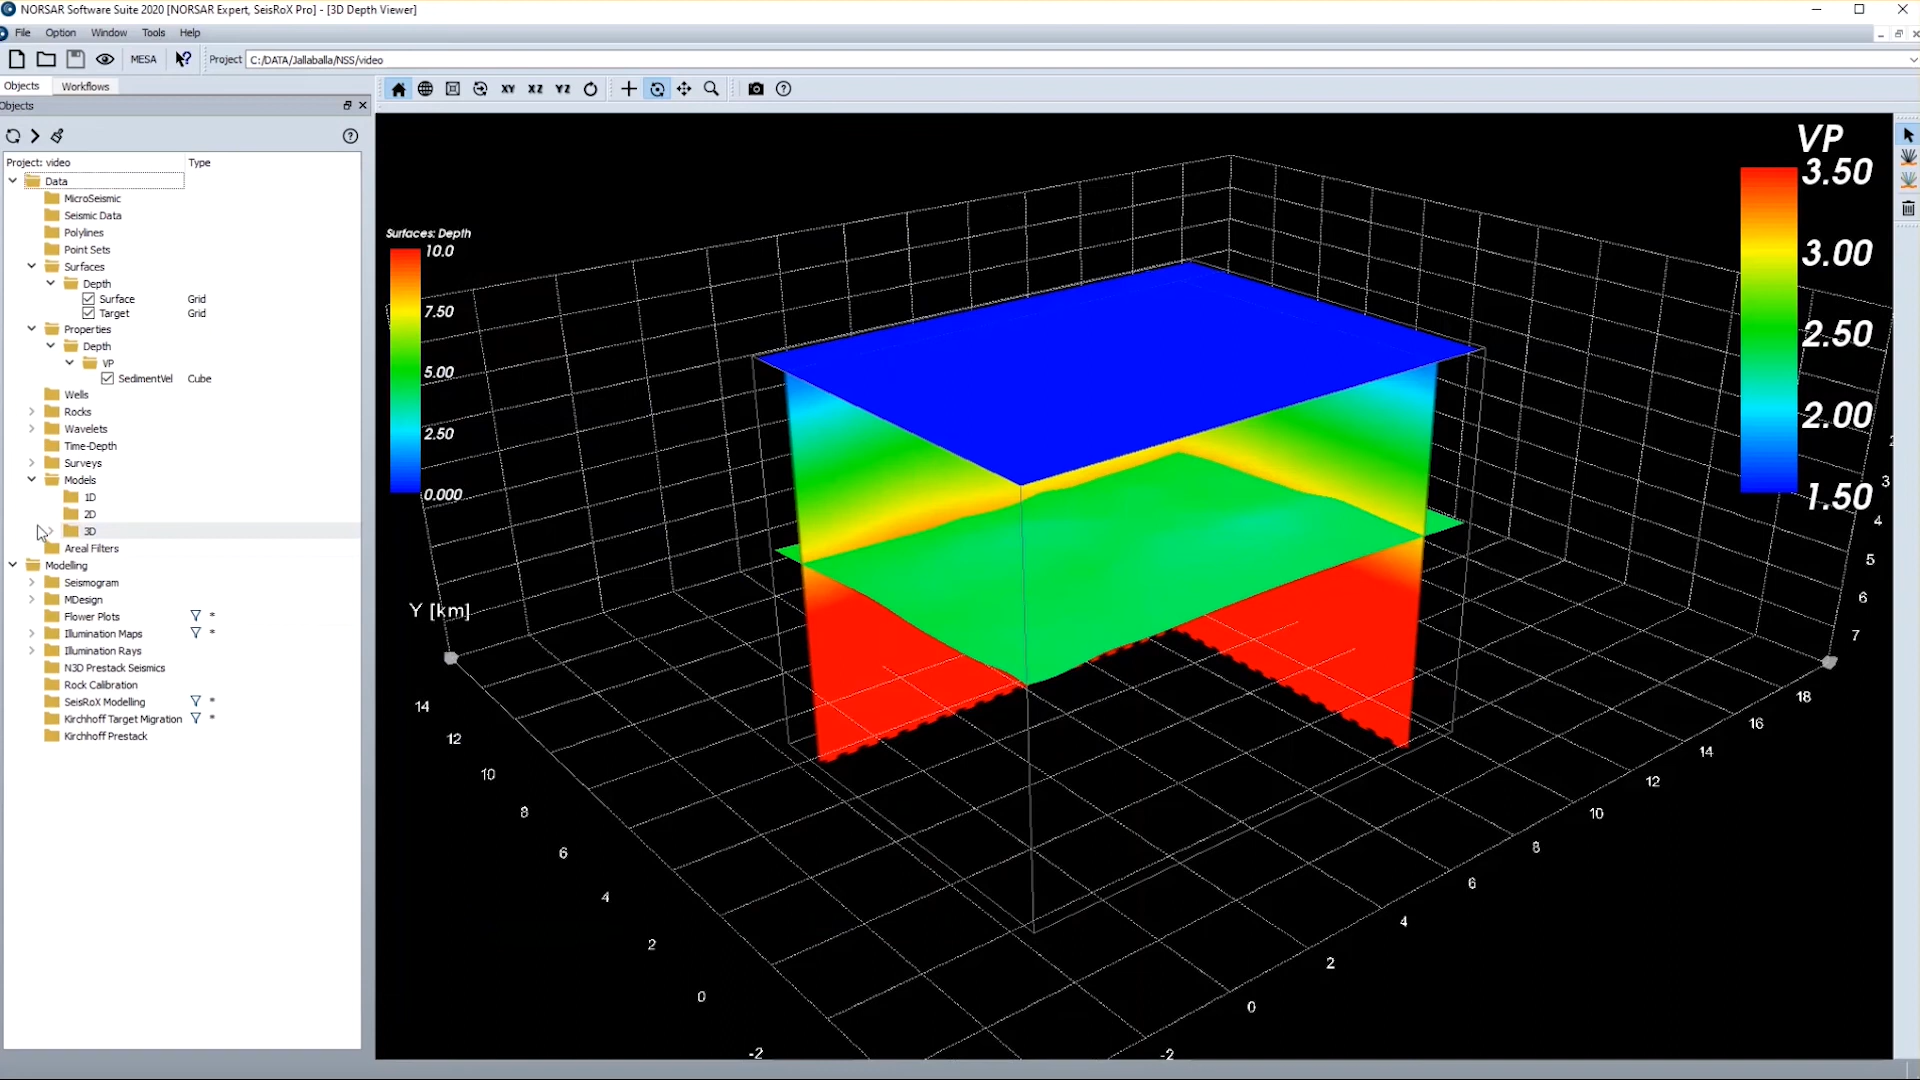 NORSAR Software Suite 2020 [NORSAR Expert, SeisRoX Pro] - [3D Depth Viewer]
File Option Window Tools Help
MESA Project C:/DATA/Jallaballa/NSS/video
Objects Workflows
XY XZ YZ
Objects
Project: video Type
Data
MicroSeismic
Seismic Data
Polylines
Point Sets
Surfaces
Depth
Surface Grid
Target Grid
Properties
Depth
VP
SedimentVel Cube
Wells
Rocks
Wavelets
Time-Depth
Surveys
Models
1D
2D
3D
Areal Filters
Modelling
Seismogram
MDesign
Flower Plots *
Illumination Maps *
Illumination Rays
N3D Prestack Seismics
Rock Calibration
SeisRoX Modelling *
Kirchhoff Target Migration *
Kirchhoff Prestack
Surfaces: Depth
10.0
7.50
5.00
2.50
0.000
VP
3.50
3.00
2.50
2.00
1.50
Y [km]
14
12
10
8
6
4
2
0
-2
2
3
4
5
6
7
18
16
14
12
10
8
6
4
2
0
-2